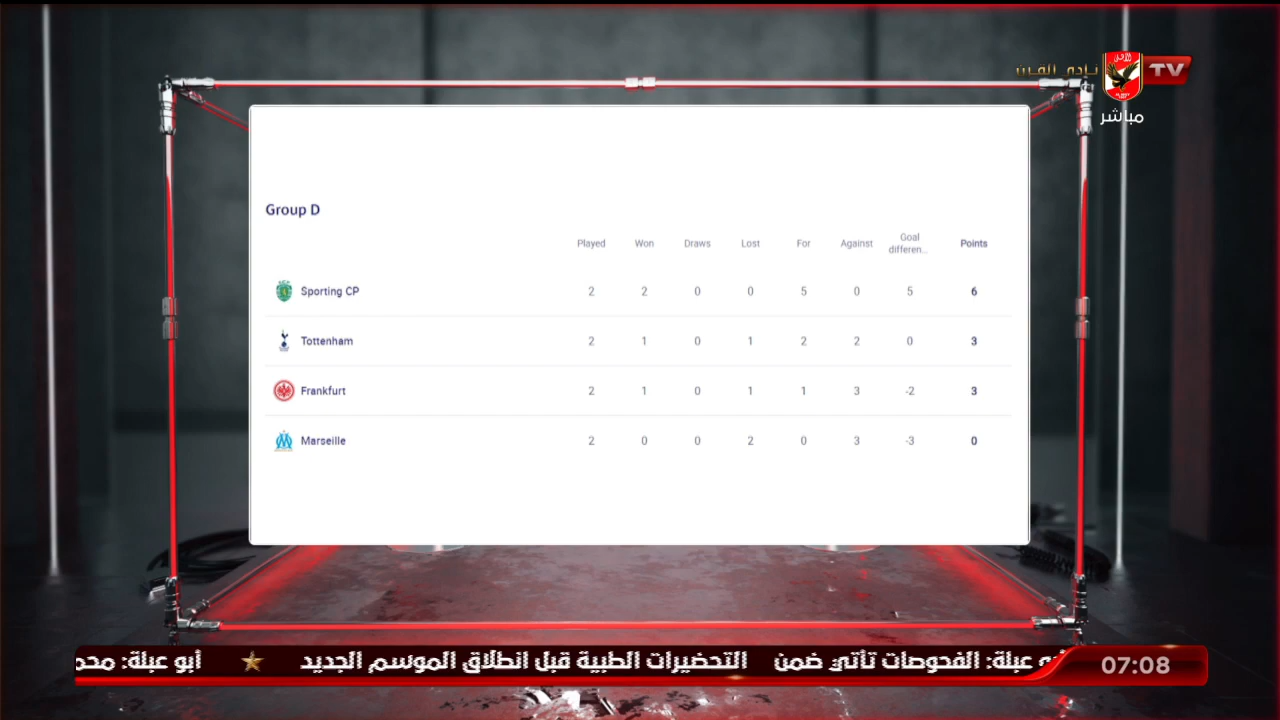 نادي القرن
TV
مباشر
Group D
Played Won Draws Lost For Against Goal differen... Points
Sporting CP 2 2 0 0 5 0 5 6
Tottenham 2 1 0 1 2 2 0 3
Frankfurt 2 1 0 1 1 3 -2 3
Marseille 2 0 0 2 0 3 -3 0
عبلة: الفحوصات تأتي ضمن التحضيرات الطبية قبل انطلاق الموسم الجديد
أبو عبلة:
07:08